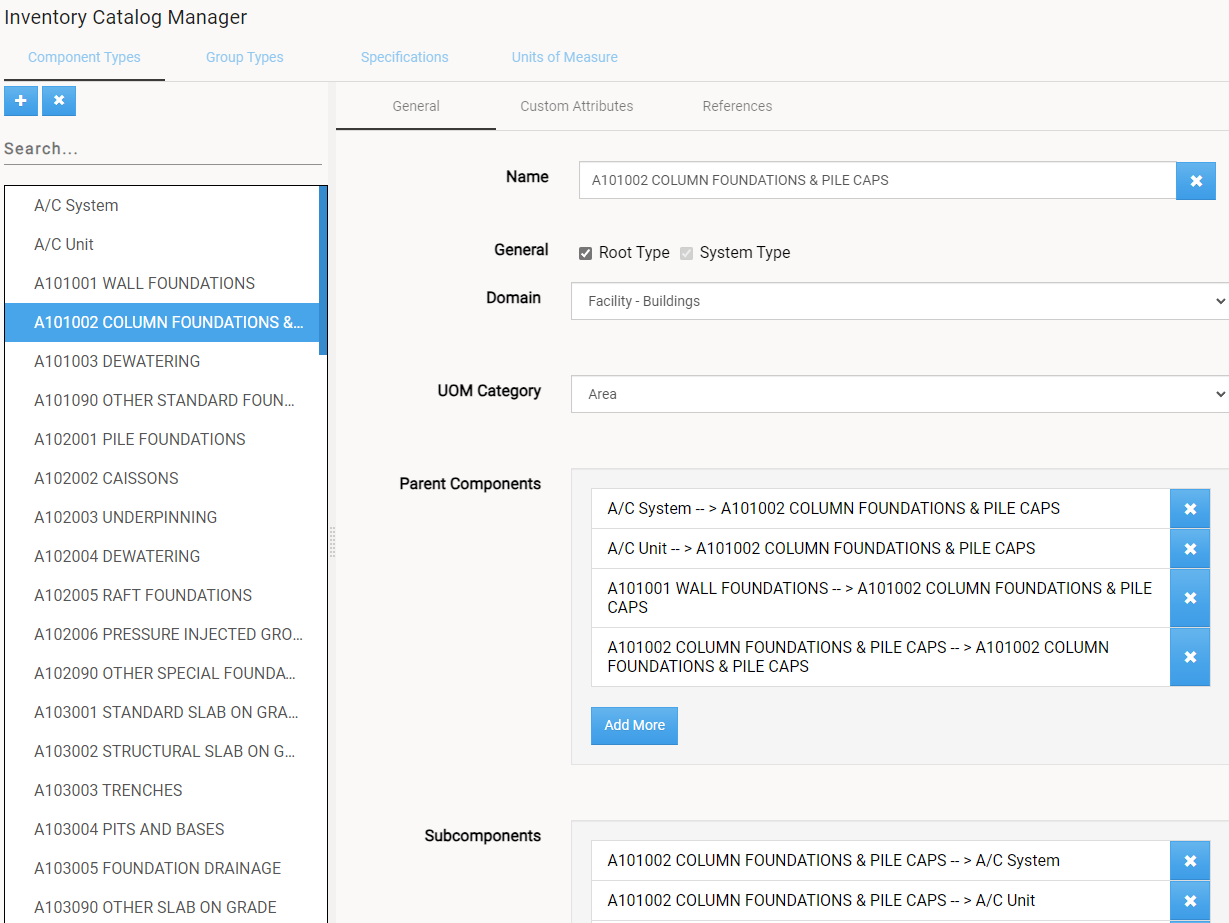 Inventory Catalog Manager
Component Types
Group Types
Specifications
Units of Measure
Search...
A/C System
A/C Unit
A101001 WALL FOUNDATIONS
A101002 COLUMN FOUNDATIONS &...
A101003 DEWATERING
A101090 OTHER STANDARD FOUN...
A102001 PILE FOUNDATIONS
A102002 CAISSONS
A102003 UNDERPINNING
A102004 DEWATERING
A102005 RAFT FOUNDATIONS
A102006 PRESSURE INJECTED GRO...
A102090 OTHER SPECIAL FOUNDA...
A103001 STANDARD SLAB ON GRA...
A103002 STRUCTURAL SLAB ON G...
A103003 TRENCHES
A103004 PITS AND BASES
A103005 FOUNDATION DRAINAGE
A103090 OTHER SLAB ON GRADE
General
Custom Attributes
References
Name
A101002 COLUMN FOUNDATIONS & PILE CAPS
General
Root Type
System Type
Domain
Facility - Buildings
UOM Category
Area
Parent Components
A/C System -- > A101002 COLUMN FOUNDATIONS & PILE CAPS
A/C Unit -- > A101002 COLUMN FOUNDATIONS & PILE CAPS
A101001 WALL FOUNDATIONS -- > A101002 COLUMN FOUNDATIONS & PILE
CAPS
A101002 COLUMN FOUNDATIONS & PILE CAPS -- > A101002 COLUMN
FOUNDATIONS & PILE CAPS
Add More
Subcomponents
A101002 COLUMN FOUNDATIONS & PILE CAPS -- > A/C System
A101002 COLUMN FOUNDATIONS & PILE CAPS -- > A/C Unit